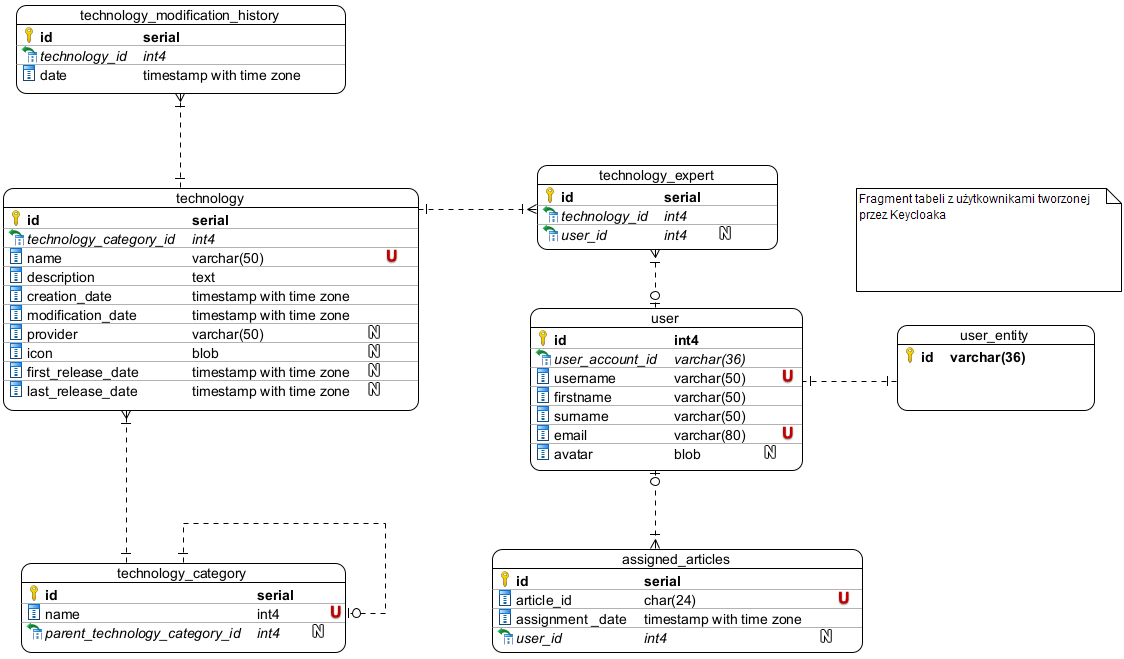 technology_modification_history
id serial
technology_id int4
date timestamp with time zone
technology
id serial
technology_category_id int4
name varchar(50) U
description text
creation_date timestamp with time zone
modification_date timestamp with time zone
provider varchar(50) N
icon blob N
first_release_date timestamp with time zone N
last_release_date timestamp with time zone N
technology_expert
id serial
technology_id int4
user_id int4 N
Fragment tabeli z użytkownikami tworzonej
przez Keycloaka
user
id int4
user_account_id varchar(36)
username varchar(50) U
firstname varchar(50)
surname varchar(50)
email varchar(80) U
avatar blob N
user_entity
id varchar(36)
technology_category
id serial
name int4 U
parent_technology_category_id int4 N
assigned_articles
id serial
article_id char(24) U
assignment _date timestamp with time zone
user_id int4 N